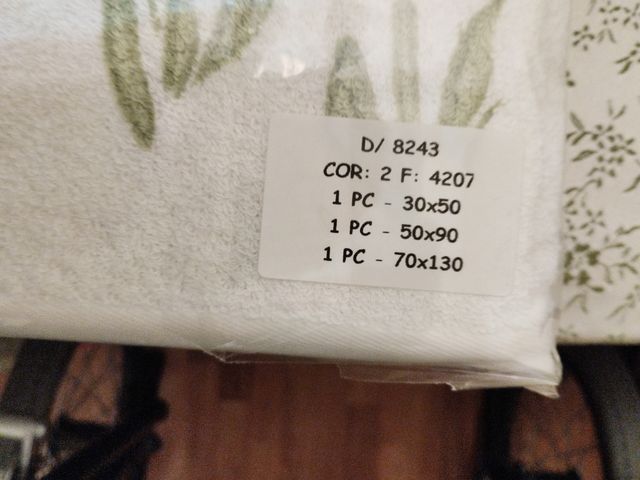 D/ 8243
COR: 2 F: 4207
1 PC - 30x50
1 PC - 50x90
1 PC - 70x130